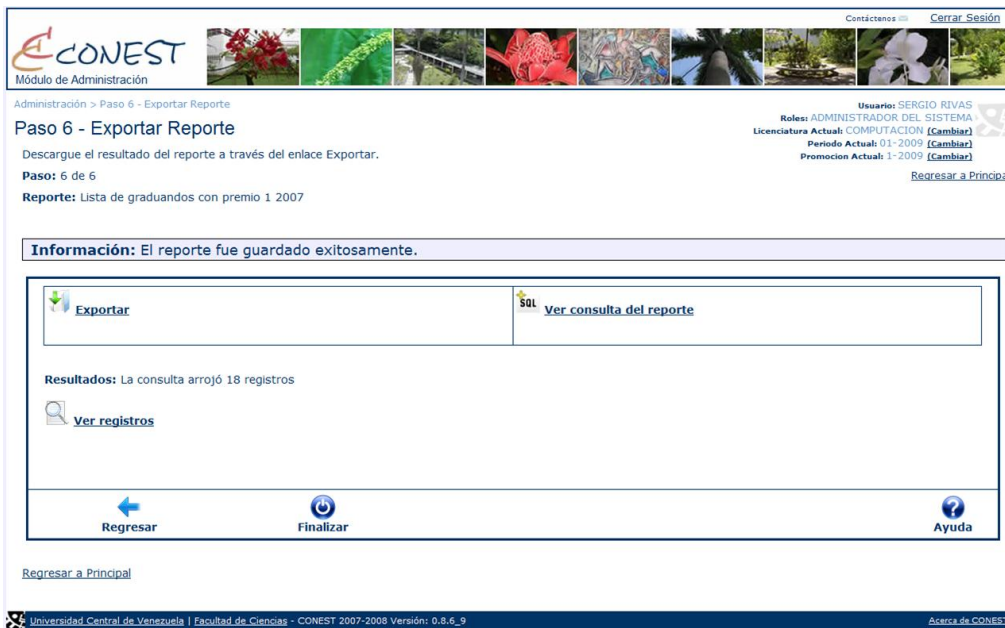 Contáctenos Cerrar Sesión
CONEST
Módulo de Administración
Administración > Paso 6 - Exportar Reporte
Usuario: SERGIO RIVAS
Roles: ADMINISTRADOR DEL SISTEMA
Licenciatura Actual: COMPUTACION (Cambiar)
Periodo Actual: 01-2009 (Cambiar)
Promocion Actual: 1-2009 (Cambiar)
Paso 6 - Exportar Reporte
Descargue el resultado del reporte a través del enlace Exportar.
Paso: 6 de 6
Regresar a Principa
Reporte: Lista de graduandos con premio 1 2007
Información: El reporte fue guardado exitosamente.
Exportar
SQL Ver consulta del reporte
Resultados: La consulta arrojó 18 registros
Ver registros
Regresar Finalizar Ayuda
Regresar a Principal
Universidad Central de Venezuela | Facultad de Ciencias - CONEST 2007-2008 Versión: 0.8.6_9 Acerca de CONEST